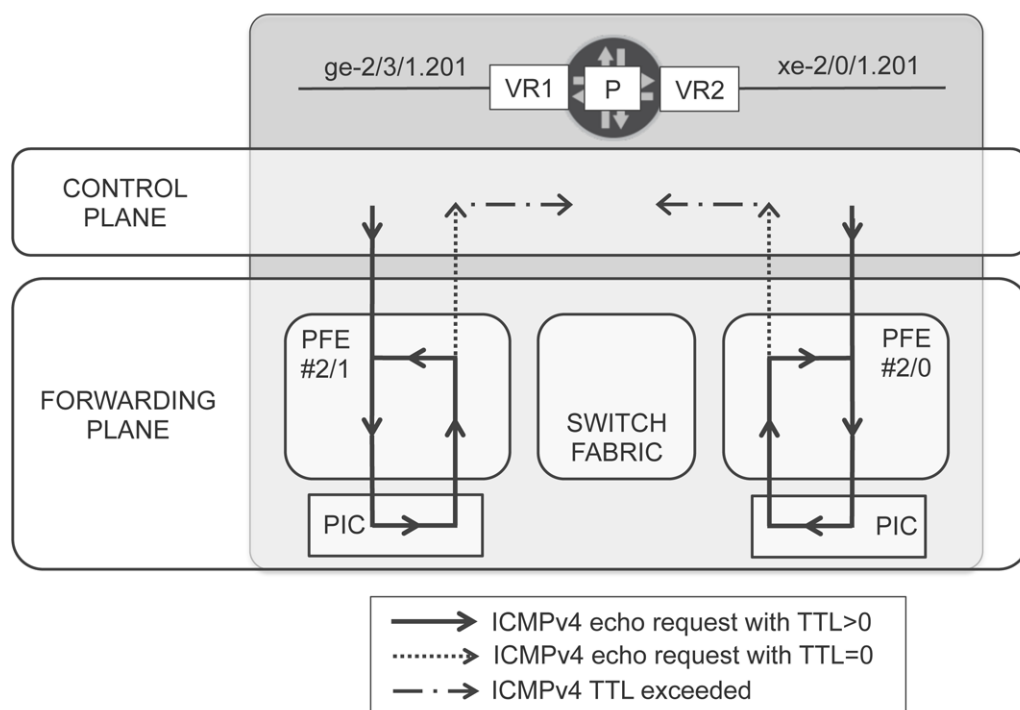 ge-2/3/1.201
VR1
P
VR2
xe-2/0/1.201
CONTROL
PLANE
FORWARDING
PLANE
PFE
#2/1
SWITCH
FABRIC
PFE
#2/0
PIC
PIC
ICMPv4 echo request with TTL>0
ICMPv4 echo request with TTL=0
ICMPv4 TTL exceeded